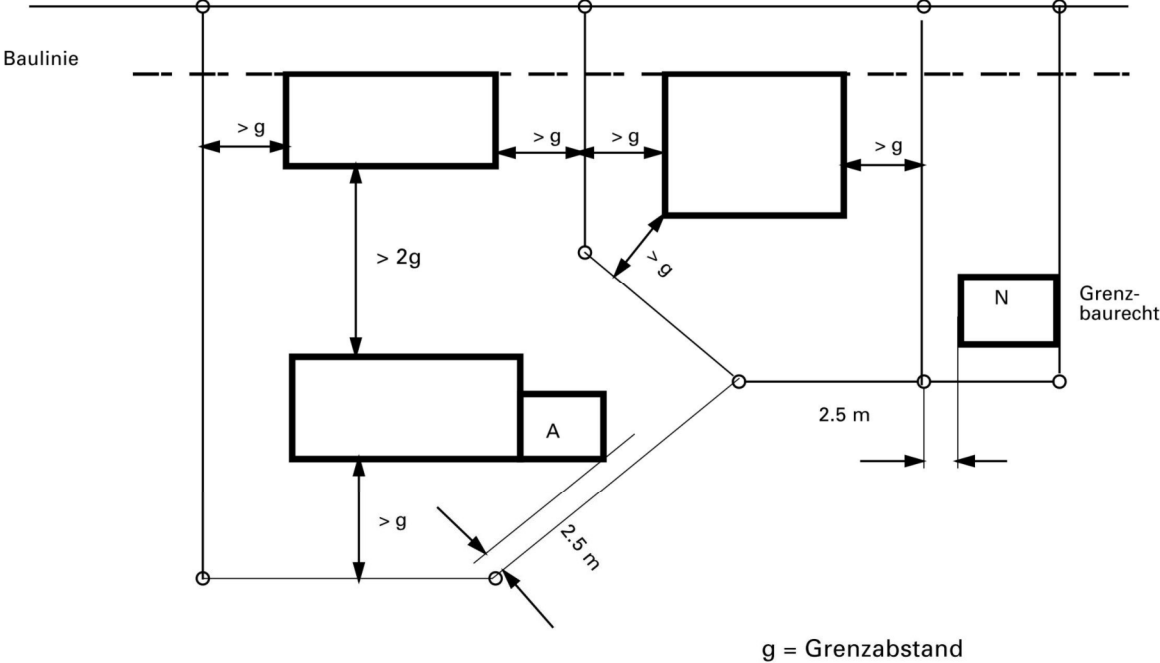 Baulinie
> g
> g
> g
> g
> 2g
> g
N
Grenz-
baurecht
A
2.5 m
> g
2.5 m
g = Grenzabstand